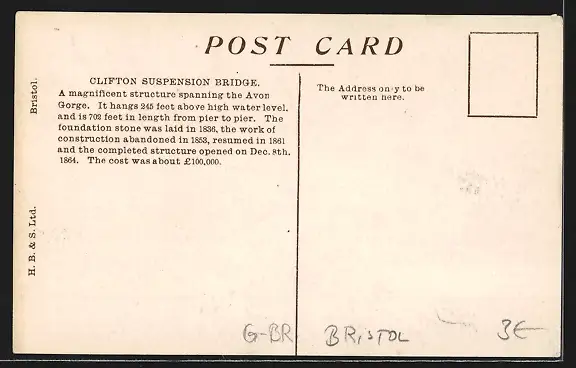 POST CARD
CLIFTON SUSPENSION BRIDGE.
A magnificent structure spanning the Avon
Gorge. It hangs 245 feet above high water level,
and is 702 feet in length from pier to pier. The
foundation stone was laid in 1836, the work of
construction abandoned in 1853, resumed in 1861
and the completed structure opened on Dec. 8th,
1864. The cost was about £100,000.
The Address on y to be
written here.
Bristol.
H. B. & S. Ltd.
G-BR
BRISTOL
3€